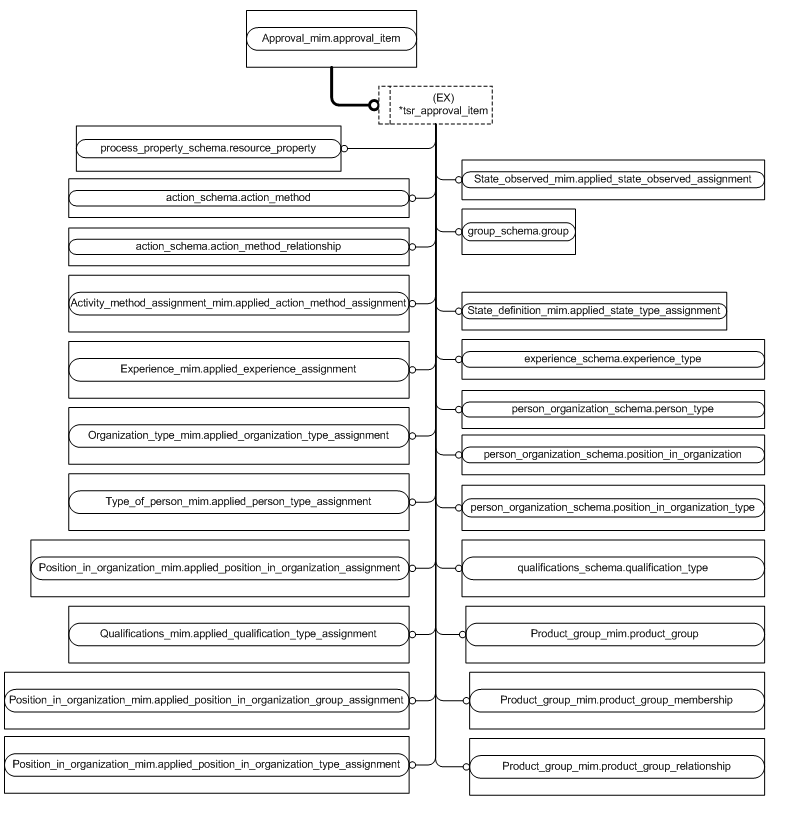 Approval_mim.approval_item
(EX)
*tsr_approval_item
process_property_schema.resource_property
State_observed_mim.applied_state_observed_assignment
action_schema.action_method
group_schema.group
action_schema.action_method_relationship
Activity_method_assignment_mim.applied_action_method_assignment
State_definition_mim.applied_state_type_assignment
experience_schema.experience_type
Experience_mim.applied_experience_assignment
person_organization_schema.person_type
Organization_type_mim.applied_organization_type_assignment
person_organization_schema.position_in_organization
Type_of_person_mim.applied_person_type_assignment
person_organization_schema.position_in_organization_type
Position_in_organization_mim.applied_position_in_organization_assignment
qualifications_schema.qualification_type
Qualifications_mim.applied_qualification_type_assignment
Product_group_mim.product_group
Position_in_organization_mim.applied_position_in_organization_group_assignment
Product_group_mim.product_group_membership
Position_in_organization_mim.applied_position_in_organization_type_assignment
Product_group_mim.product_group_relationship